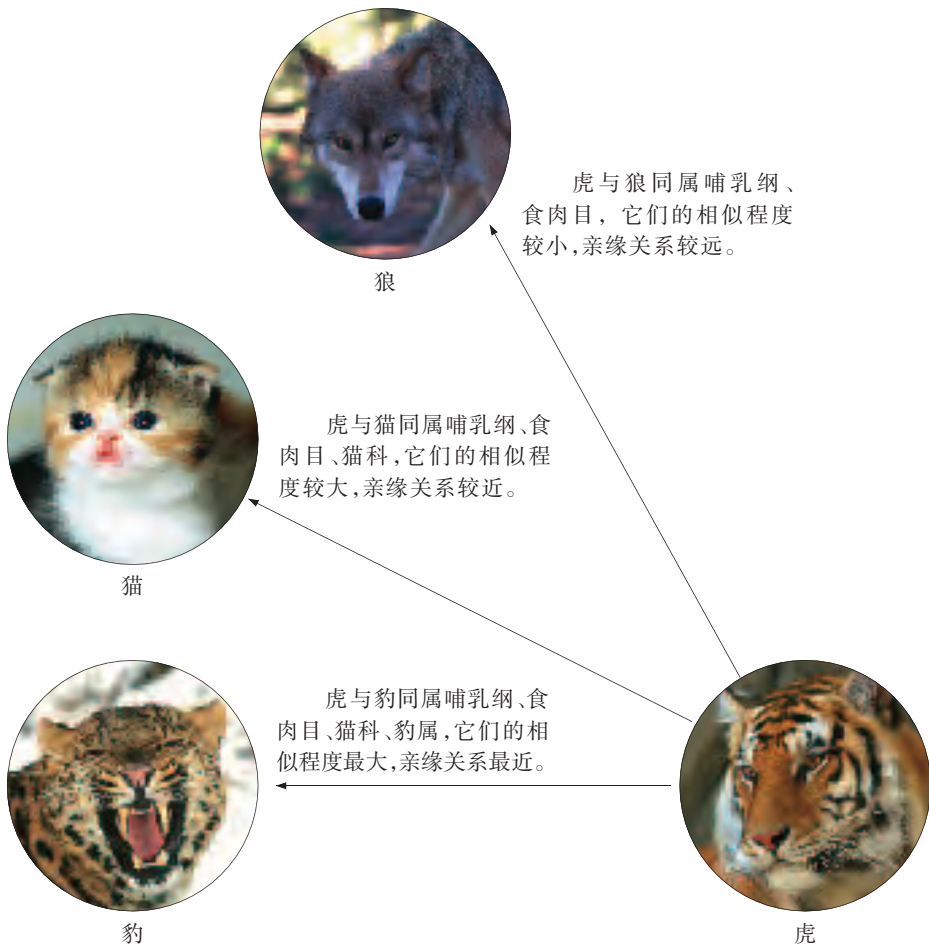 虎与狼同属哺乳纲、
食肉目，它们的相似程度
较小，亲缘关系较远。
狼
虎与猫同属哺乳纲、食
肉目、猫科，它们的相似程
度较大，亲缘关系较近。
猫
虎与豹同属哺乳纲、食
肉目、猫科、豹属，它们的相
似程度最大，亲缘关系最近。
豹
虎